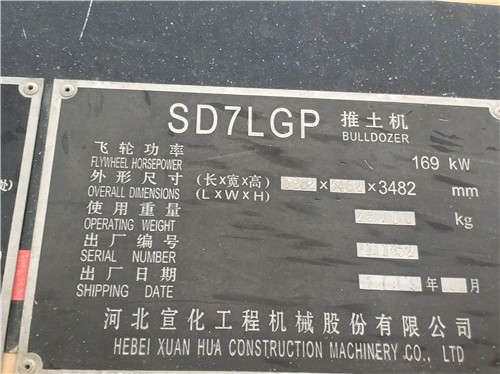 SD7LGP 推土机
BULLDOZER
飞轮功率 169 kW
FLYWHEEL HORSEPOWER
外形尺寸 (长x宽x高) x x3482 mm
OVERALL DIMENSIONS (LxWxH)
使用重量 kg
OPERATING WEIGHT
出厂编号
SERIAL NUMBER
出厂日期 年 月
SHIPPING DATE
河北宣化工程机械股份有限公司
HEBEI XUAN HUA CONSTRUCTION MACHINERY CO., LTD